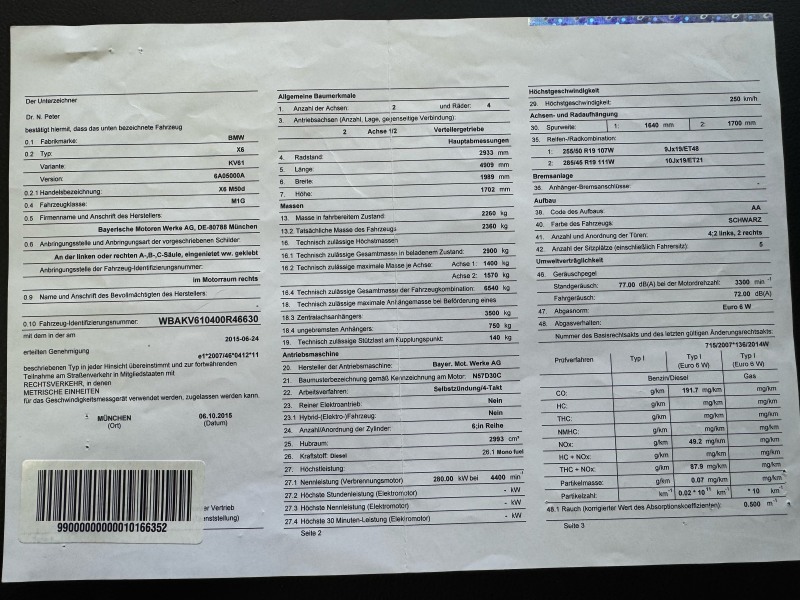 Der Unterzeichner
Dr. N. Peter
bestätigt hiermit, dass das unten bezeichnete Fahrzeug
0.1 Fabrikmarke: BMW
0.2 Typ: X6
Variante: KV61
Version: 6A05000A
0.2.1 Handelsbezeichnung: X6 M50d
0.4 Fahrzeugklasse: M1G
0.5 Firmenname und Anschrift des Herstellers:
Bayerische Motoren Werke AG, DE-80788 München
0.6 Anbringungsstelle und Anbringungsart der vorgeschriebenen Schilder:
An der linken oder rechten A-,B-,C-Säule, eingenietet ww. geklebt
Anbringungsstelle der Fahrzeug-Identifizierungsnummer:
im Motorraum rechts
0.9 Name und Anschrift des Bevollmächtigten des Herstellers:
-
0.10 Fahrzeug-Identifizierungsnummer: WBAKV610400R46630
mit dem in der am 2015-06-24
erteilten Genehmigung e1*2007/46*0412*11
beschriebenen Typ in jeder Hinsicht übereinstimmt und zur fortwährenden
Teilnahme am Straßenverkehr in Mitgliedstaaten mit
RECHTSVERKEHR, in denen
METRISCHE EINHEITEN
für das Geschwindigkeitsmessgerät verwendet werden, zugelassen werden kann.
MÜNCHEN 06.10.2015
(Ort) (Datum)
er Vertrieb
enststellung)
99000000000010166352
Allgemeine Baumerkmale
1. Anzahl der Achsen: 2 und Räder: 4
3. Antriebsachsen (Anzahl, Lage, gegenseitige Verbindung):
2 Achse 1/2 Verteilergetriebe
Hauptabmessungen
4. Radstand: 2933 mm
5. Länge: 4909 mm
6. Breite: 1989 mm
7. Höhe: 1702 mm
Massen
13. Masse in fahrbereitem Zustand: 2260 kg
13.2 Tatsächliche Masse des Fahrzeugs 2360 kg
16. Technisch zulässige Höchstmassen
16.1 Technisch zulässige Gesamtmasse in beladenem Zustand: 2900 kg
16.2 Technisch zulässige maximale Masse je Achse: Achse 1: 1400 kg
Achse 2: 1570 kg
16.4 Technisch zulässige Gesamtmasse der Fahrzeugkombination: 6540 kg
18. Technisch zulässige maximale Anhängemasse bei Beförderung eines
18.3 Zentralachsanhängers: 3500 kg
18.4 ungebremsten Anhängers: 750 kg
19. Technisch zulässige Stützlast am Kupplungspunkt: 140 kg
Antriebsmaschine
20. Hersteller der Antriebsmaschine: Bayer. Mot. Werke AG
21. Baumusterbezeichnung gemäß Kennzeichnung am Motor: N57D30C
22. Arbeitsverfahren: Selbstzündung/4-Takt
23. Reiner Elektroantrieb: Nein
23.1 Hybrid-(Elektro-)Fahrzeug: Nein
24. Anzahl/Anordnung der Zylinder: 6;in Reihe
25. Hubraum: 2993 cm³
26. Kraftstoff: Diesel 26.1 Mono fuel
27. Höchstleistung:
27.1 Nennleistung (Verbrennungsmotor) 280.00 kW bei 4400 min⁻¹
27.2 Höchste Stundenleistung (Elektromotor) - kW
27.3 Höchste Nennleistung (Elektromotor) - kW
27.4 Höchste 30 Minuten-Leistung (Elektromotor) - kW
Seite 2
Höchstgeschwindigkeit
29. Höchstgeschwindigkeit: 250 km/h
Achsen- und Radaufhängung
30. Spurweite: 1: 1640 mm 2: 1700 mm
35. Reifen-/Radkombination:
1: 255/50 R19 107W 9Jx19/ET48
2: 285/45 R19 111W 10Jx19/ET21
Bremsanlage
36. Anhänger-Bremsanschlüsse: -
Aufbau
38. Code des Aufbaus: AA
40. Farbe des Fahrzeugs: SCHWARZ
41. Anzahl und Anordnung der Türen: 4:2 links, 2 rechts
42. Anzahl der Sitzplätze (einschließlich Fahrersitz): 5
Umweltverträglichkeit
46. Geräuschpegel
Standgeräusch: 77.00 dB(A) bei der Motordrehzahl: 3300 min⁻¹
Fahrgeräusch: 72.00 dB(A)
47. Abgasnorm: Euro 6 W
48. Abgasverhalten:
Nummer des Basisrechtsakts und des letzten gültigen Änderungsrechtsakts:
715/2007*136/2014W
Prüfverfahren Typ I Typ I (Euro 6 W) Typ I (Euro 6 W)
Benzin/Diesel Gas
CO: g/km 191.7 mg/km mg/km
HC: g/km mg/km
THC: g/km mg/km
NMHC: g/km mg/km
NOx: g/km 49.2 mg/km mg/km
HC + NOx: g/km mg/km
THC + NOx: g/km 87.9 mg/km mg/km
Partikelmasse: g/km 0.07 mg/km mg/km
Partikelzahl: km⁻¹ 0.02 * 10¹¹ km⁻¹ * 10 km⁻¹
48.1 Rauch (korrigierter Wert des Absorptionskoeffizienten): 0.500 m⁻¹
Seite 3